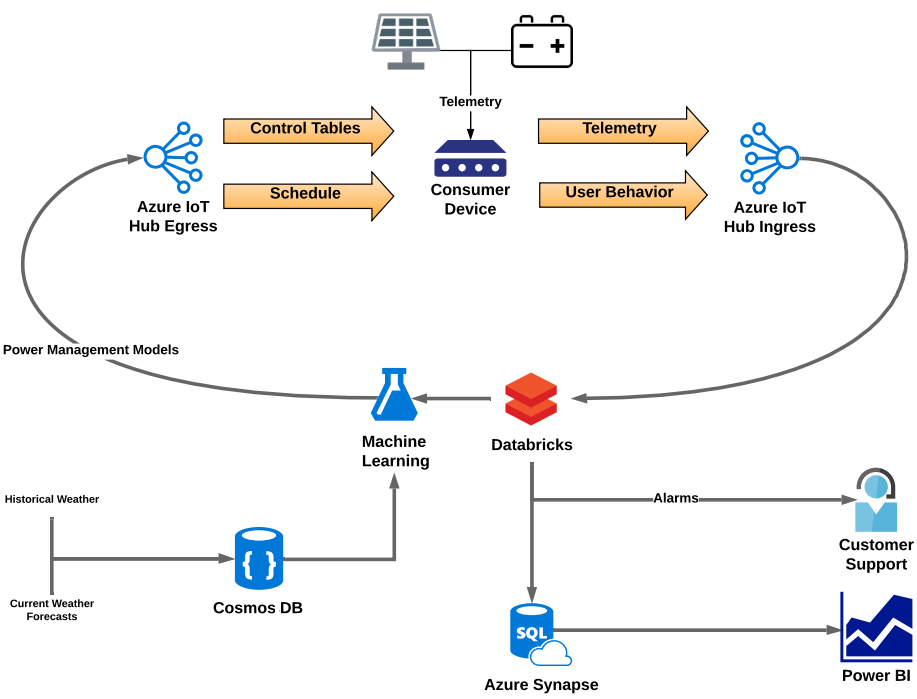 Telemetry
Control Tables
Telemetry
Schedule
User Behavior
Consumer
Device
Azure IoT
Hub Egress
Azure IoT
Hub Ingress
Power Management Models
Machine
Learning
Databricks
Historical Weather
Alarms
Customer
Support
{ }
Current Weather
Forecasts
Cosmos DB
SQL
Azure Synapse
Power BI